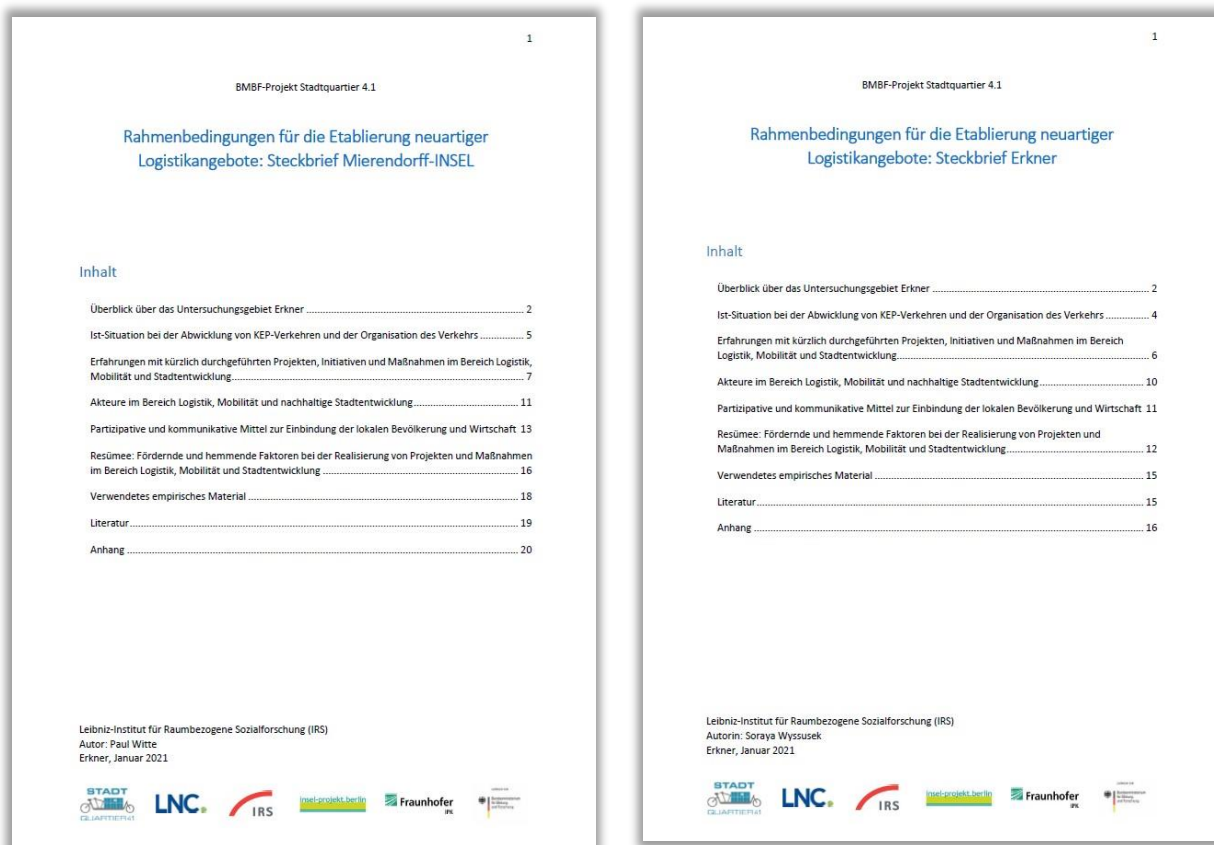 1
BMBF-Projekt Stadtquartier 4.1
Rahmenbedingungen für die Etablierung neuartiger
Logistikangebote: Steckbrief Mierendorff-INSEL
Inhalt
Überblick über das Untersuchungsgebiet Erkner ........ 2
Ist-Situation bei der Abwicklung von KEP-Verkehren und der Organisation des Verkehrs ........ 5
Erfahrungen mit kürzlich durchgeführten Projekten, Initiativen und Maßnahmen im Bereich Logistik,
Mobilität und Stadtentwicklung ........ 7
Akteure im Bereich Logistik, Mobilität und nachhaltige Stadtentwicklung ........ 11
Partizipative und kommunikative Mittel zur Einbindung der lokalen Bevölkerung und Wirtschaft 13
Resümee: Fördernde und hemmende Faktoren bei der Realisierung von Projekten und Maßnahmen
im Bereich Logistik, Mobilität und Stadtentwicklung ........ 16
Verwendetes empirisches Material ........ 18
Literatur ........ 19
Anhang ........ 20
Leibniz-Institut für Raumbezogene Sozialforschung (IRS)
Autor: Paul Witte
Erkner, Januar 2021
STADT
QUARTIER 4.1
LNC
IRS
insel-projekt.berlin
Fraunhofer
IPK
1
BMBF-Projekt Stadtquartier 4.1
Rahmenbedingungen für die Etablierung neuartiger
Logistikangebote: Steckbrief Erkner
Inhalt
Überblick über das Untersuchungsgebiet Erkner ........ 2
Ist-Situation bei der Abwicklung von KEP-Verkehren und der Organisation des Verkehrs ........ 4
Erfahrungen mit kürzlich durchgeführten Projekten, Initiativen und Maßnahmen im Bereich
Logistik, Mobilität und Stadtentwicklung ........ 6
Akteure im Bereich Logistik, Mobilität und nachhaltige Stadtentwicklung ........ 10
Partizipative und kommunikative Mittel zur Einbindung der lokalen Bevölkerung und Wirtschaft 11
Resümee: Fördernde und hemmende Faktoren bei der Realisierung von Projekten und
Maßnahmen im Bereich Logistik, Mobilität und Stadtentwicklung ........ 12
Verwendetes empirisches Material ........ 15
Literatur ........ 15
Anhang ........ 16
Leibniz-Institut für Raumbezogene Sozialforschung (IRS)
Autorin: Soraya Wyssusek
Erkner, Januar 2021
STADT
QUARTIER 4.1
LNC
IRS
insel-projekt.berlin
Fraunhofer
IPK